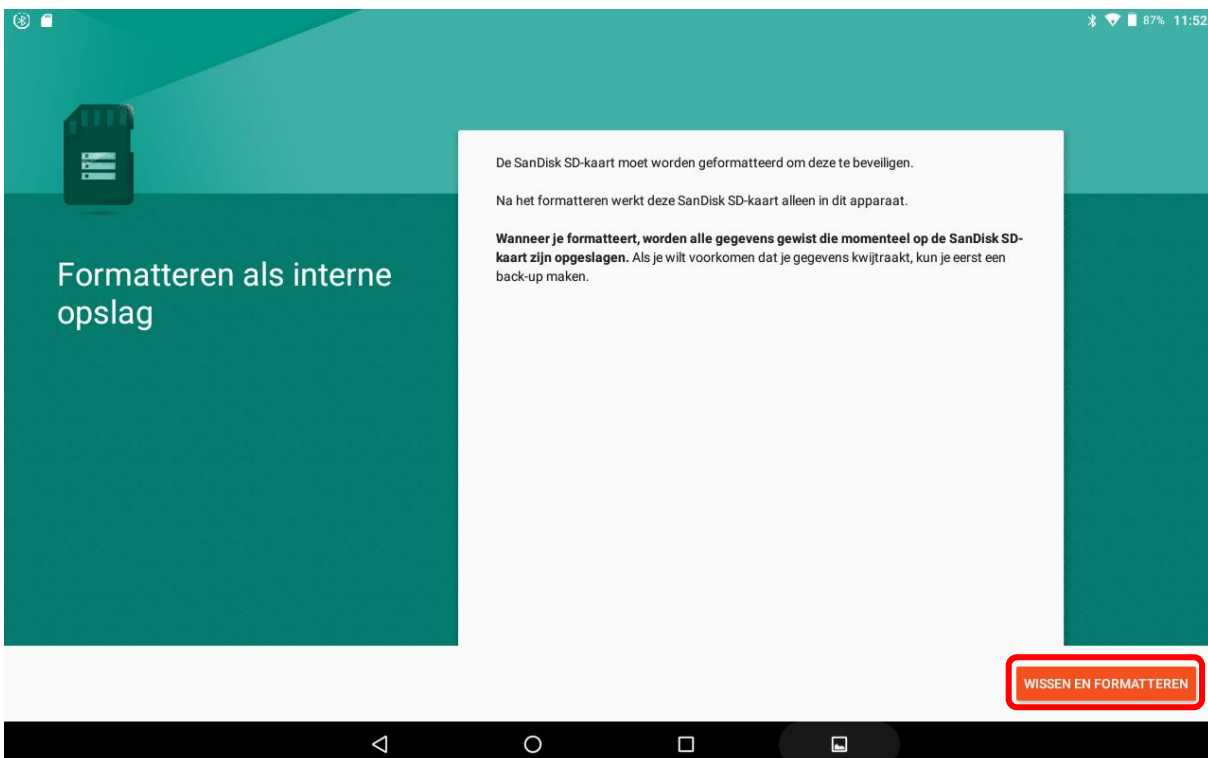 87% 11:52
Formatteren als interne
opslag
De SanDisk SD-kaart moet worden geformatteerd om deze te beveiligen.
Na het formatteren werkt deze SanDisk SD-kaart alleen in dit apparaat.
Wanneer je formatteert, worden alle gegevens gewist die momenteel op de SanDisk SD-
kaart zijn opgeslagen. Als je wilt voorkomen dat je gegevens kwijtraakt, kun je eerst een
back-up maken.
WISSEN EN FORMATTEREN